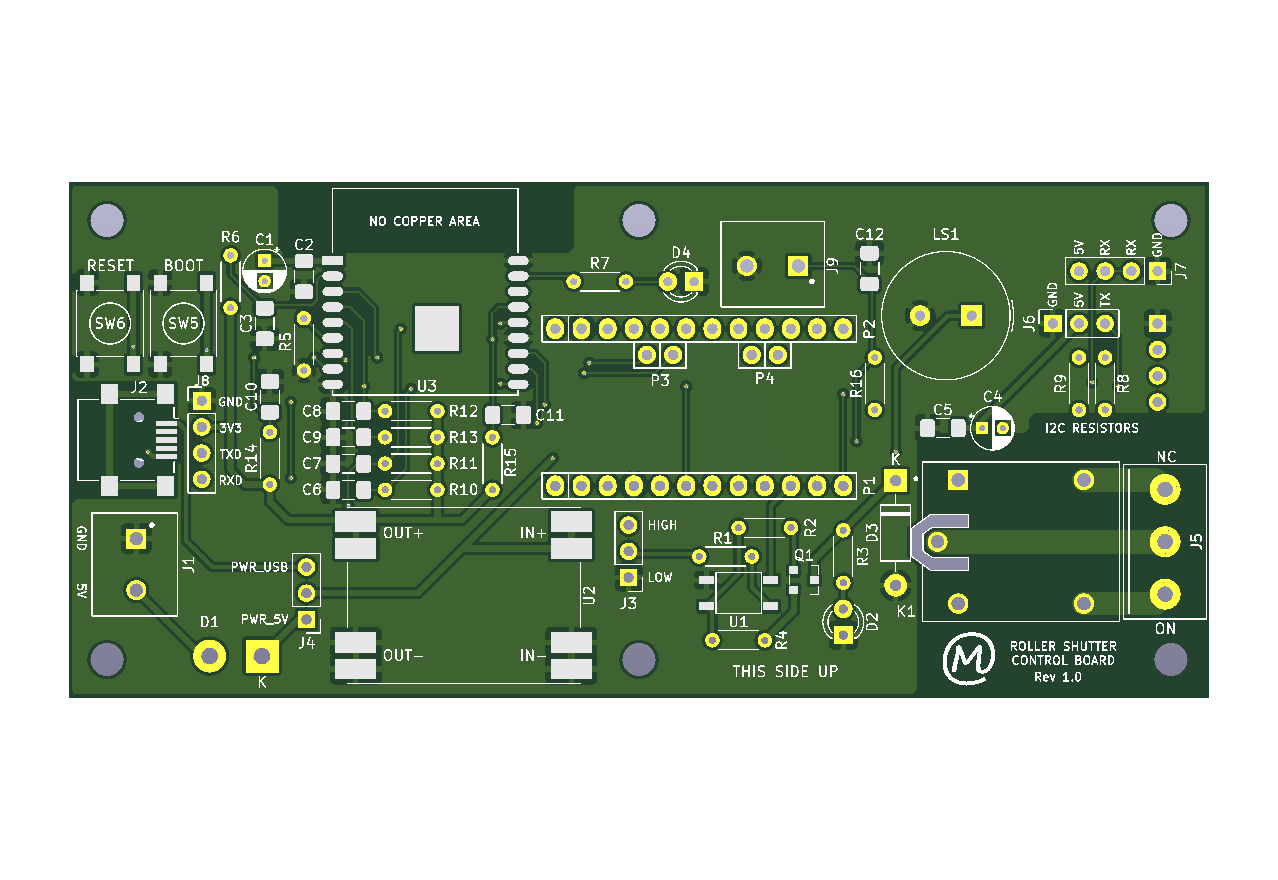 NO COPPER AREA
R6
C1
C2
RESET
BOOT
SW6
SW5
C3
R5
U3
R7
D4
J9
C12
LS1
5V
RX
RX
GND
J7
GND
5V
TX
J6
P2
P3
P4
R16
R9
R8
C5
C4
I2C RESISTORS
J2
J8
GND
3V3
TXD
RXD
C10
R14
C8
R12
C9
R13
C7
R11
C6
R10
C11
R15
K
P1
NC
GND
5V
J1
OUT+
IN+
OUT-
IN-
U2
PWR_USB
PWR_5V
J4
D1
K
HIGH
LOW
J3
R1
R2
U1
R4
Q1
R3
D3
D2
K1
J5
ON
THIS SIDE UP
M
ROLLER SHUTTER
CONTROL BOARD
Rev 1.0